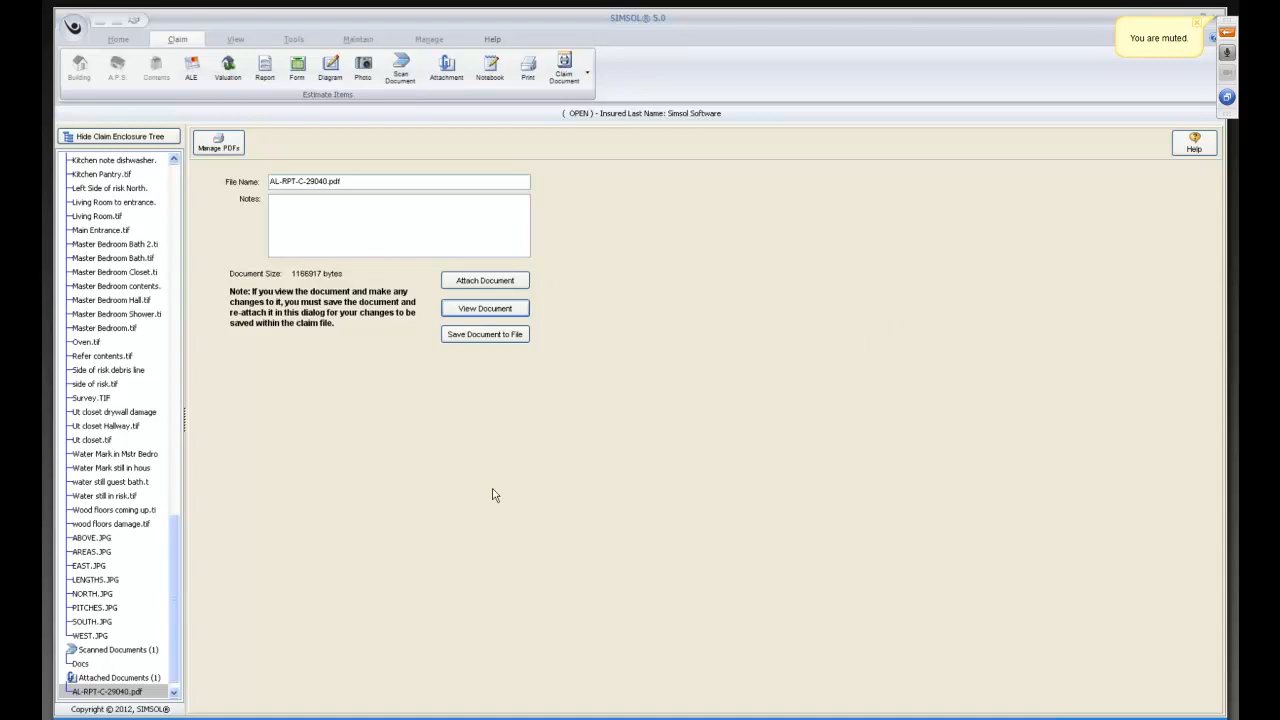 SIMSOL® 5.0
You are muted.
Home Claim View Tools Maintain Manage Help
Building A.P.S. Contents ALE Valuation Report Form Diagram Photo Scan Document Attachment Notebook Print Claim Document
Estimate Items
( OPEN ) - Insured Last Name: Simsol Software
Hide Claim Enclosure Tree
Manage PDFs
Help
Kitchen note dishwasher.
Kitchen Pantry.tif
Left Side of risk North.
Living Room to entrance.
Living Room.tif
Main Entrance.tif
Master Bedroom Bath 2.ti
Master Bedroom Bath.tif
Master Bedroom Closet.ti
Master Bedroom contents.
Master Bedroom Hall.tif
Master Bedroom Shower.ti
Master Bedroom.tif
Oven.tif
Refer contents.tif
Side of risk debris line
side of risk.tif
Survey.TIF
Ut closet drywall damage
Ut closet Hallway.tif
Ut closet.tif
Water Mark in Mstr Bedro
Water Mark still in hous
water still guest bath.t
Water still in risk.tif
Wood floors coming up.ti
wood floors damage.tif
ABOVE.JPG
AREAS.JPG
EAST.JPG
LENGTHS.JPG
NORTH.JPG
PITCHES.JPG
SOUTH.JPG
WEST.JPG
Scanned Documents (1)
Docs
Attached Documents (1)
AL-RPT-C-29040.pdf
Copyright © 2012, SIMSOL®
File Name: AL-RPT-C-29040.pdf
Notes:
Document Size: 1166917 bytes
Note: If you view the document and make any
changes to it, you must save the document and
re-attach it in this dialog for your changes to be
saved within the claim file.
Attach Document
View Document
Save Document to File